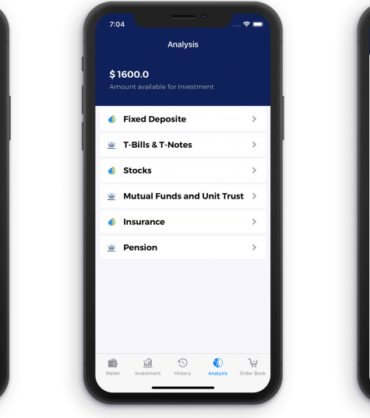 7:04
Analysis
$ 1600.0
Amount available for Investment
Fixed Deposite
T-Bills & T-Notes
Stocks
Mutual Funds and Unit Trust
Insurance
Pension
Wallet Investment History Analysis Order Book